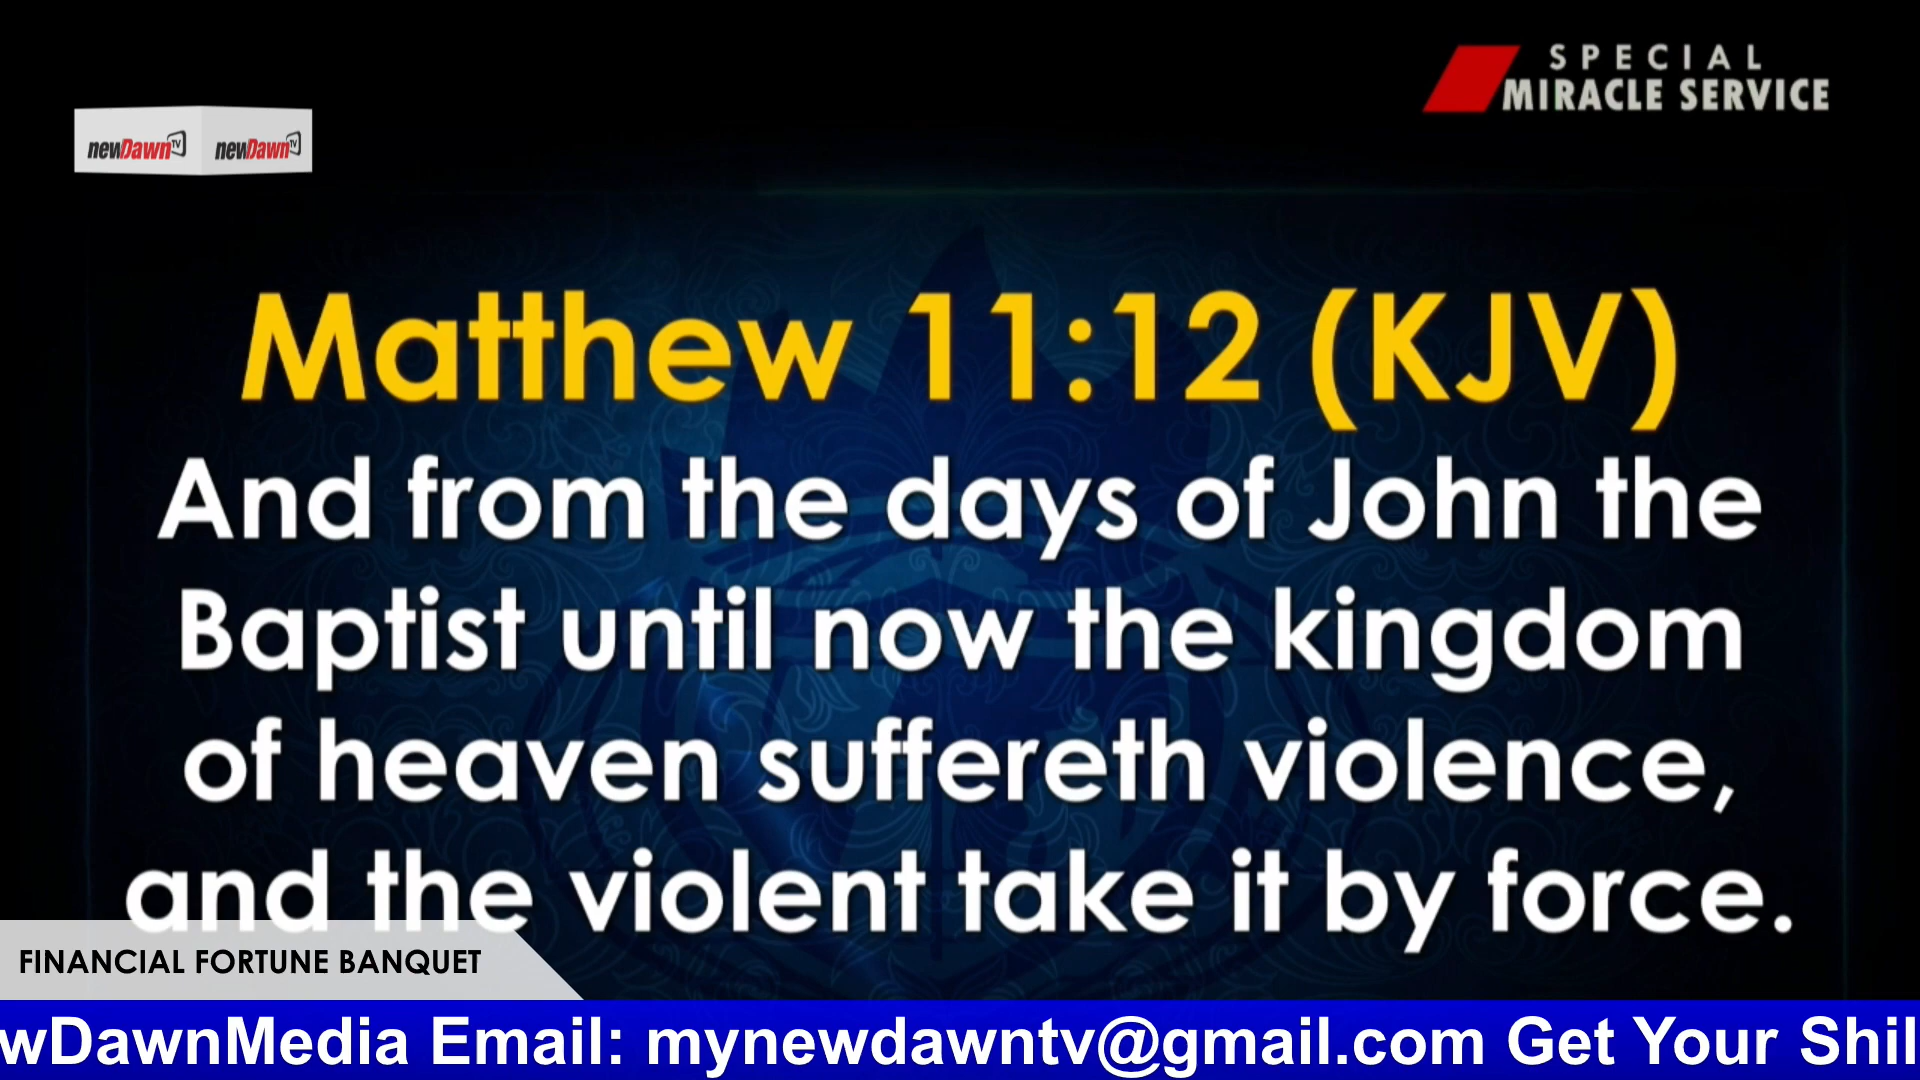 SPECIAL
MIRACLE SERVICE
newDawn TV newDawn TV
Matthew 11:12 (KJV)
And from the days of John the
Baptist until now the kingdom
of heaven suffereth violence,
and the violent take it by force.
FINANCIAL FORTUNE BANQUET
wDawnMedia Email: mynewdawntv@gmail.com Get Your Shil